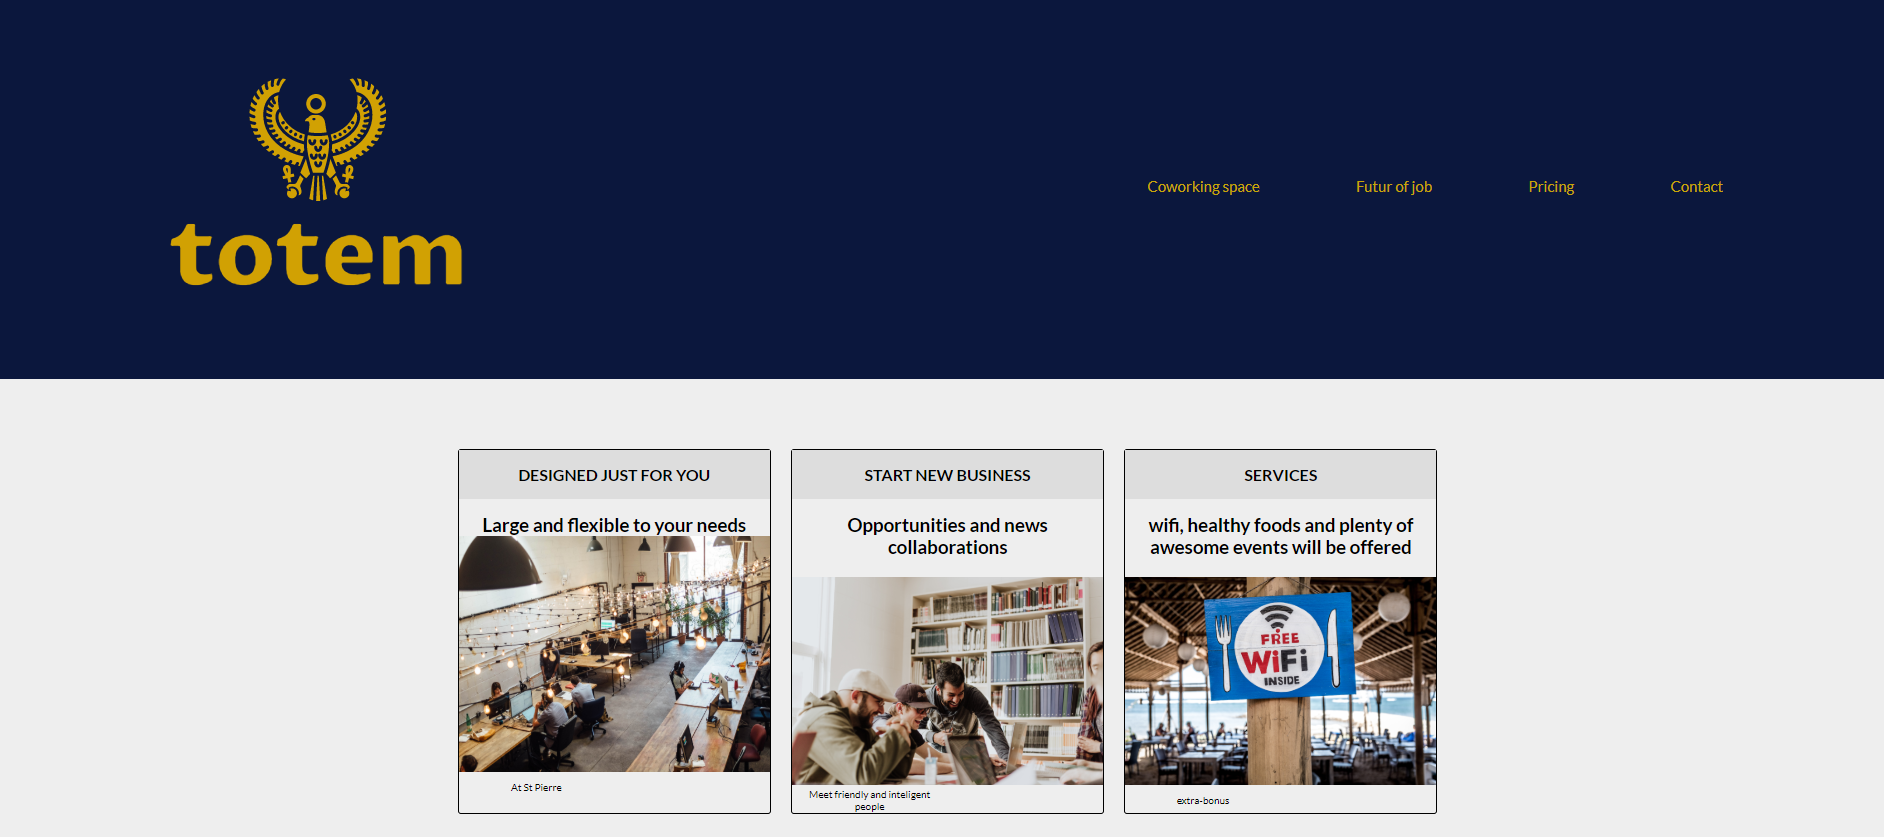 totem
Coworking space
Futur of job
Pricing
Contact
DESIGNED JUST FOR YOU
Large and flexible to your needs
At St Pierre
START NEW BUSINESS
Opportunities and news
collaborations
Meet friendly and inteligent
people
SERVICES
wifi, healthy foods and plenty of
awesome events will be offered
FREE
WiFi
INSIDE
extra-bonus